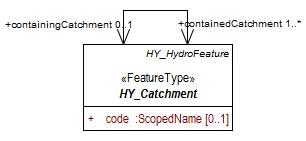 +containingCatchment 0..1 +containedCatchment 1..*
HY_HydroFeature
«FeatureType»
HY_Catchment
+ code :ScopedName [0..1]